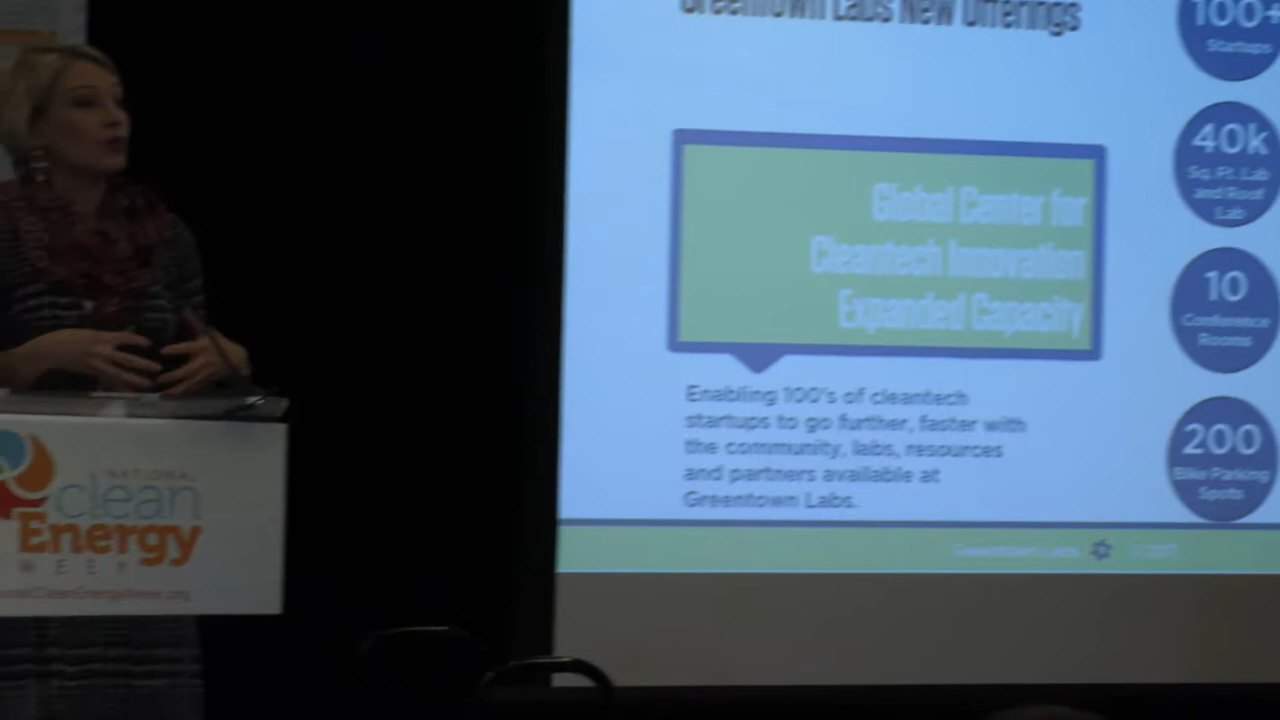 Greentown Labs New Offerings
100+
Startups
40k
Sq. Ft. Lab
and Roof
Lab
Global Center for
Cleantech Innovation
Expanded Capacity
10
Conference
Rooms
Enabling 100's of cleantech
startups to go further, faster with
the community, labs, resources
and partners available at
Greentown Labs.
200
Bike Parking
Spots
Greentown Labs
NATIONAL
clean
Energy
WEEK